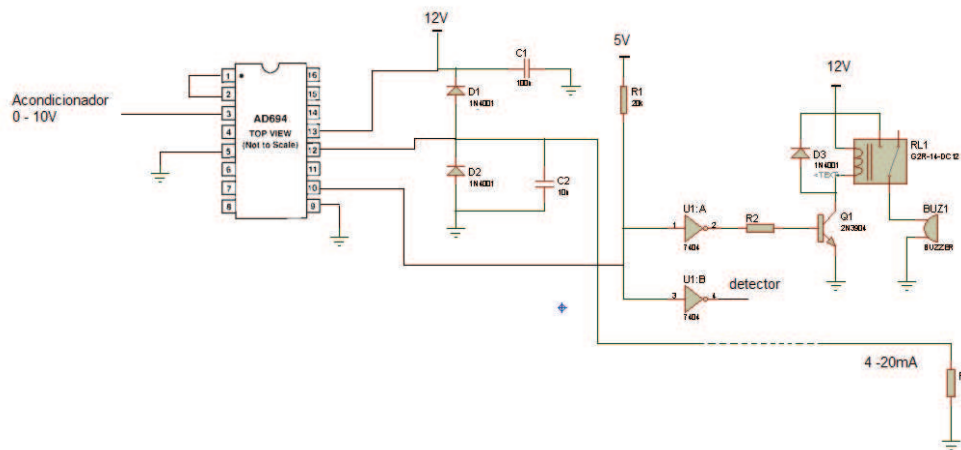 12V
5V
12V
C1
100n
D1
1N4001
R1
20k
Acondicionador
0 - 10V
1
2
3
4
5
6
7
8
16
15
14
13
12
11
10
9
AD694
TOP VIEW
(Not to Scale)
D2
1N4001
C2
10n
D3
1N4001
<TEXT>
RL1
G2R-14-DC12
U1:A
1
2
7404
R2
Q1
2N3904
BUZ1
BUZZER
U1:B
3
4
7404
detector
4 -20mA